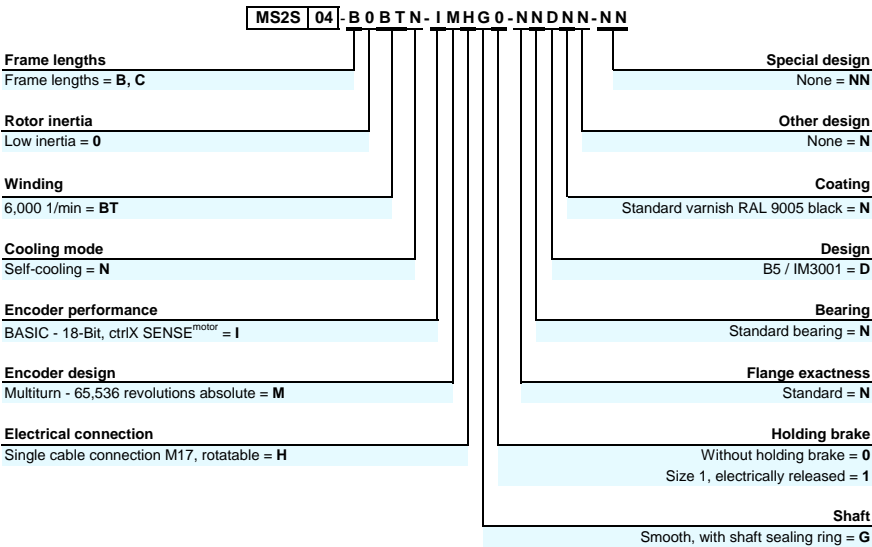 MS2S 04 - B 0 B T N - I M H G 0 - N N D N N - N N
Frame lengths
Frame lengths = B, C
Rotor inertia
Low inertia = 0
Winding
6,000 1/min = BT
Cooling mode
Self-cooling = N
Encoder performance
BASIC - 18-Bit, ctrlX SENSEmotor = I
Encoder design
Multiturn - 65,536 revolutions absolute = M
Electrical connection
Single cable connection M17, rotatable = H
Special design
None = NN
Other design
None = N
Coating
Standard varnish RAL 9005 black = N
Design
B5 / IM3001 = D
Bearing
Standard bearing = N
Flange exactness
Standard = N
Holding brake
Without holding brake = 0
Size 1, electrically released = 1
Shaft
Smooth, with shaft sealing ring = G